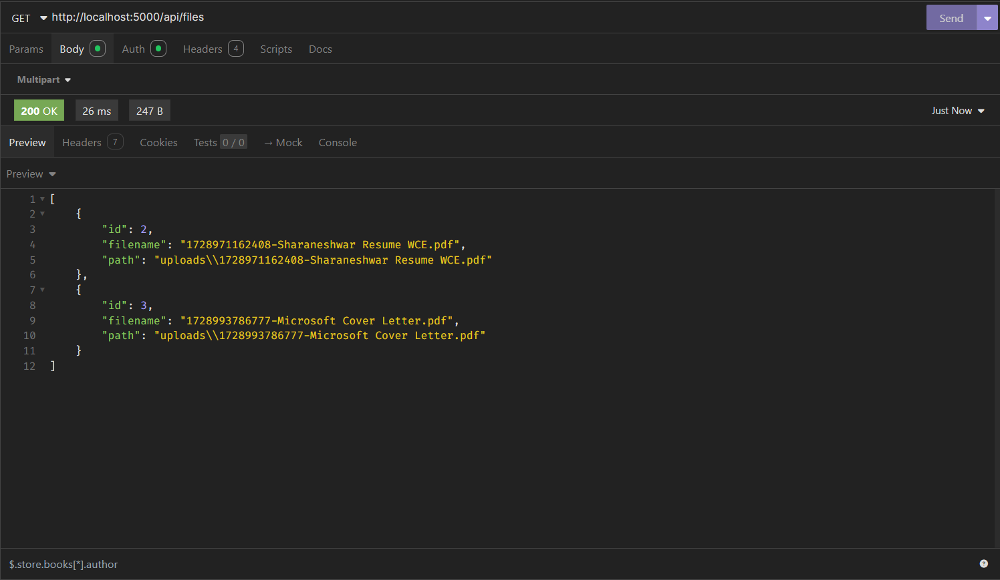 GET http://localhost:5000/api/files Send
Params Body Auth Headers 4 Scripts Docs
Multipart
200 OK 26 ms 247 B Just Now
Preview Headers 7 Cookies Tests 0 / 0 → Mock Console
Preview
1 [
2 {
3 "id": 2,
4 "filename": "1728971162408-Sharaneshwar Resume WCE.pdf",
5 "path": "uploads\\1728971162408-Sharaneshwar Resume WCE.pdf"
6 },
7 {
8 "id": 3,
9 "filename": "1728993786777-Microsoft Cover Letter.pdf",
10 "path": "uploads\\1728993786777-Microsoft Cover Letter.pdf"
11 }
12 ]
$.store.books[*].author ?